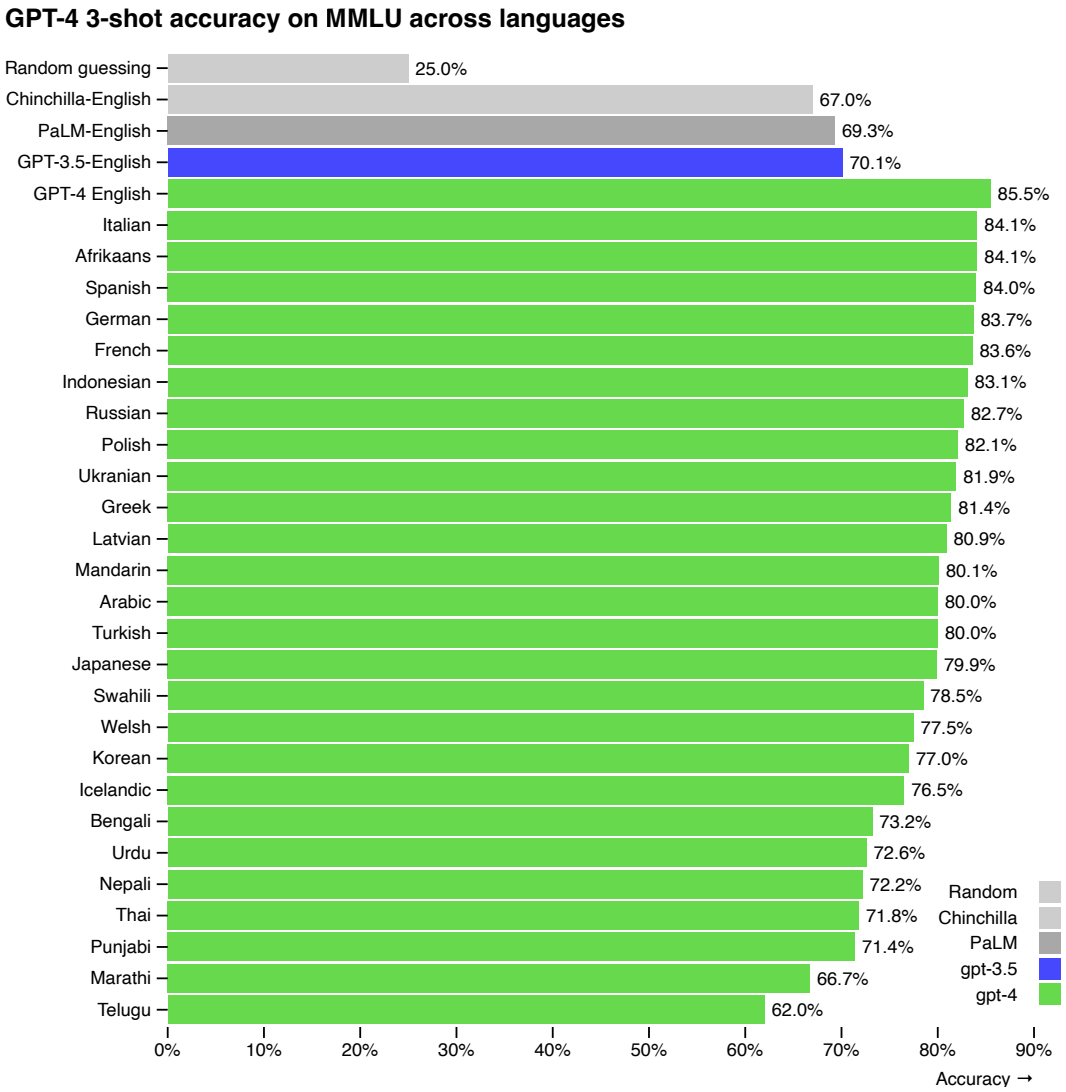 GPT-4 3-shot accuracy on MMLU across languages
Random guessing 25.0%
Chinchilla-English 67.0%
PaLM-English 69.3%
GPT-3.5-English 70.1%
GPT-4 English 85.5%
Italian 84.1%
Afrikaans 84.1%
Spanish 84.0%
German 83.7%
French 83.6%
Indonesian 83.1%
Russian 82.7%
Polish 82.1%
Ukranian 81.9%
Greek 81.4%
Latvian 80.9%
Mandarin 80.1%
Arabic 80.0%
Turkish 80.0%
Japanese 79.9%
Swahili 78.5%
Welsh 77.5%
Korean 77.0%
Icelandic 76.5%
Bengali 73.2%
Urdu 72.6%
Nepali 72.2%
Thai 71.8%
Punjabi 71.4%
Marathi 66.7%
Telugu 62.0%
Random
Chinchilla
PaLM
gpt-3.5
gpt-4
0% 10% 20% 30% 40% 50% 60% 70% 80% 90%
Accuracy →